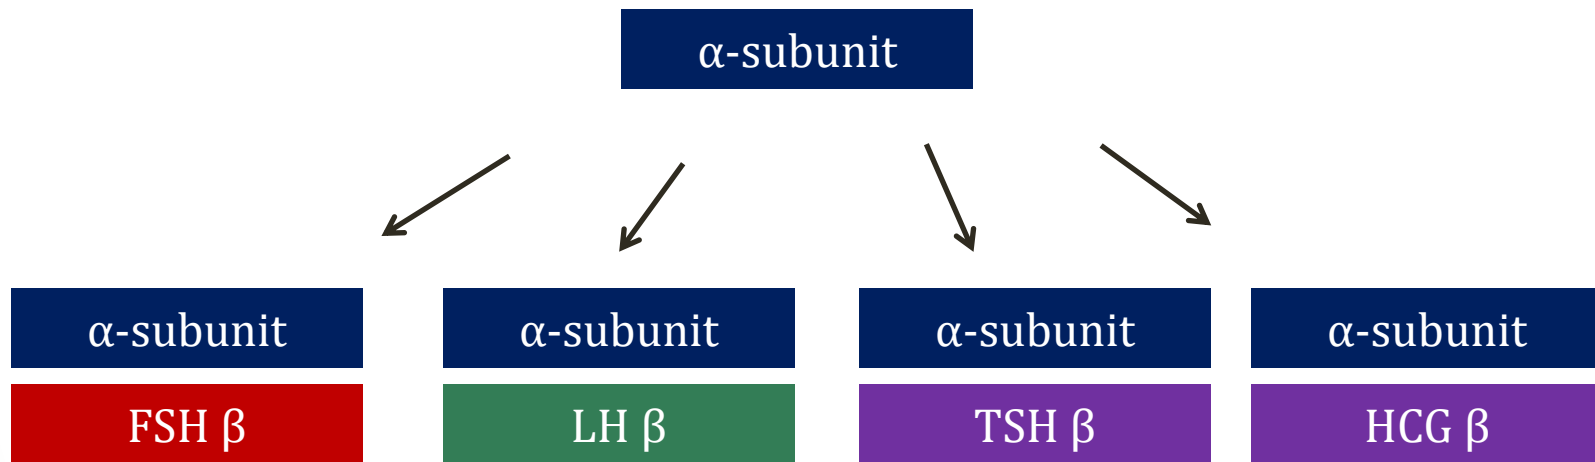 α-subunit
α-subunit
α-subunit
α-subunit
α-subunit
FSH β
LH β
TSH β
HCG β